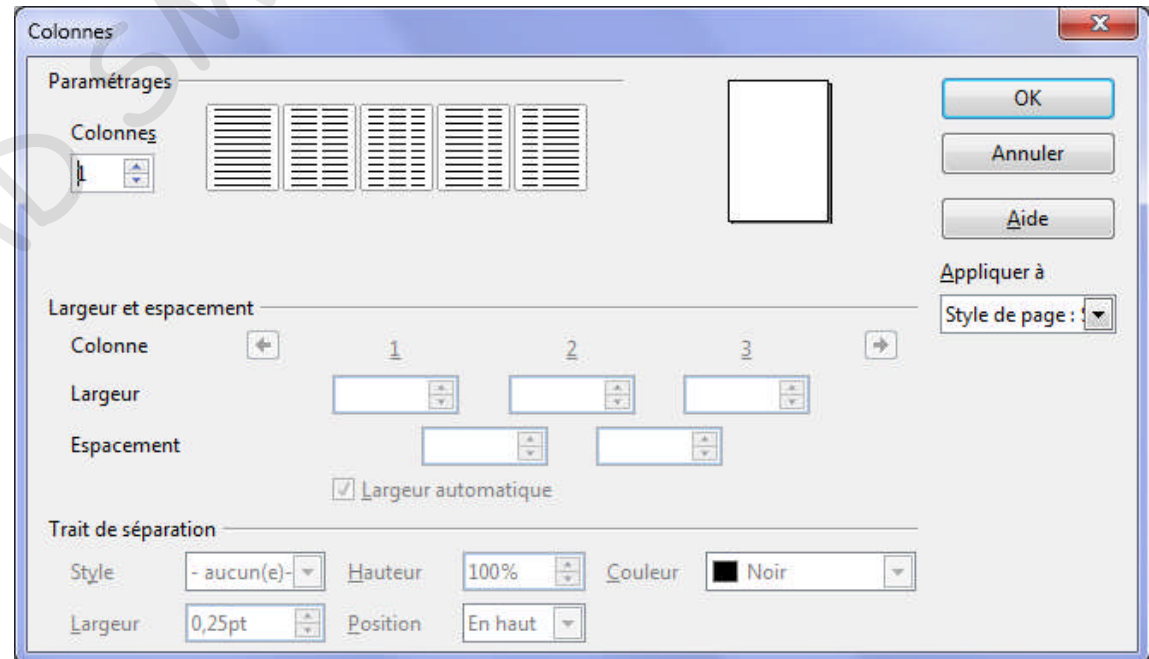 Colonnes
Paramétrages
Colonnes
1
OK
Annuler
Aide
Appliquer à
Style de page :
Largeur et espacement
Colonne 1 2 3
Largeur
Espacement
Largeur automatique
Trait de séparation
Style - aucun(e)- Hauteur 100% Couleur Noir
Largeur 0,25pt Position En haut